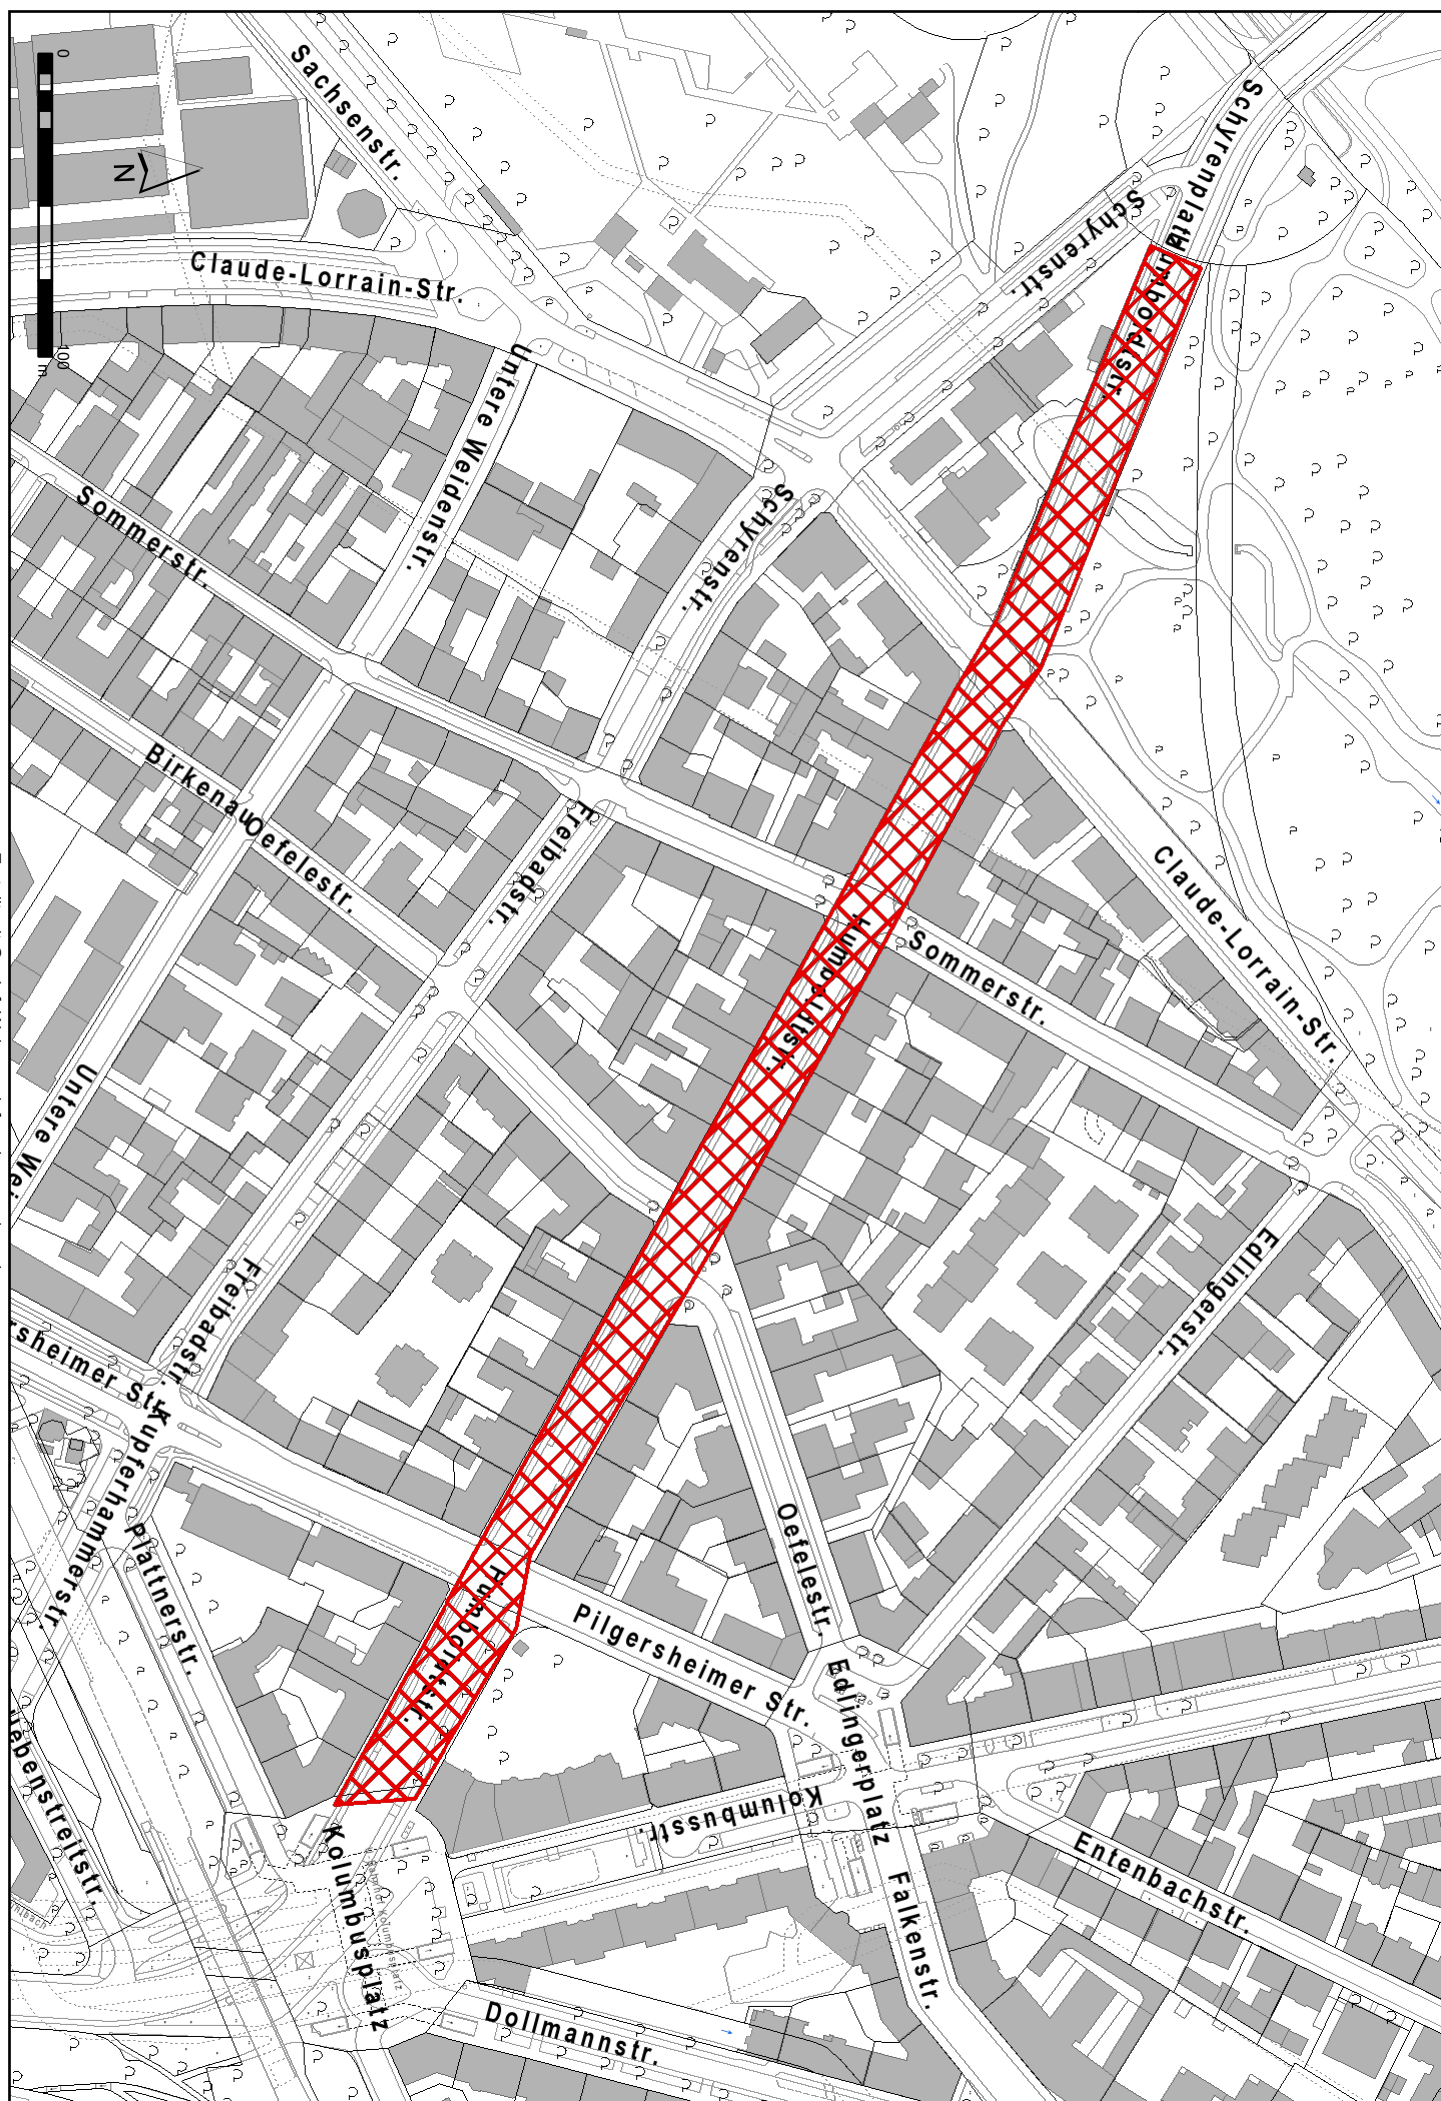 0
100
m
N
Sachsenstr.
Schyrenplatz
Schyrenstr.
Claude-Lorrain-Str.
Humboldtstr.
Untere Weidenstr.
Sommerstr.
Schyrenstr.
Birkenau
Oefelestr.
Freibadstr.
Claude-Lorrain-Str.
Humboldtstr.
Sommerstr.
Untere Wei
Freibadstr.
Edlingerstr.
rsheimer Str.
Kupferhammerstr.
Plattnerstr.
Oefelestr.
Humboldtstr.
Pilgersheimer Str.
Edlingerplatz
Kolumbusstr.
Kolumbusplatz
Entenbachstr.
Falkenstr.
ebenstreitstr.
Dollmannstr.